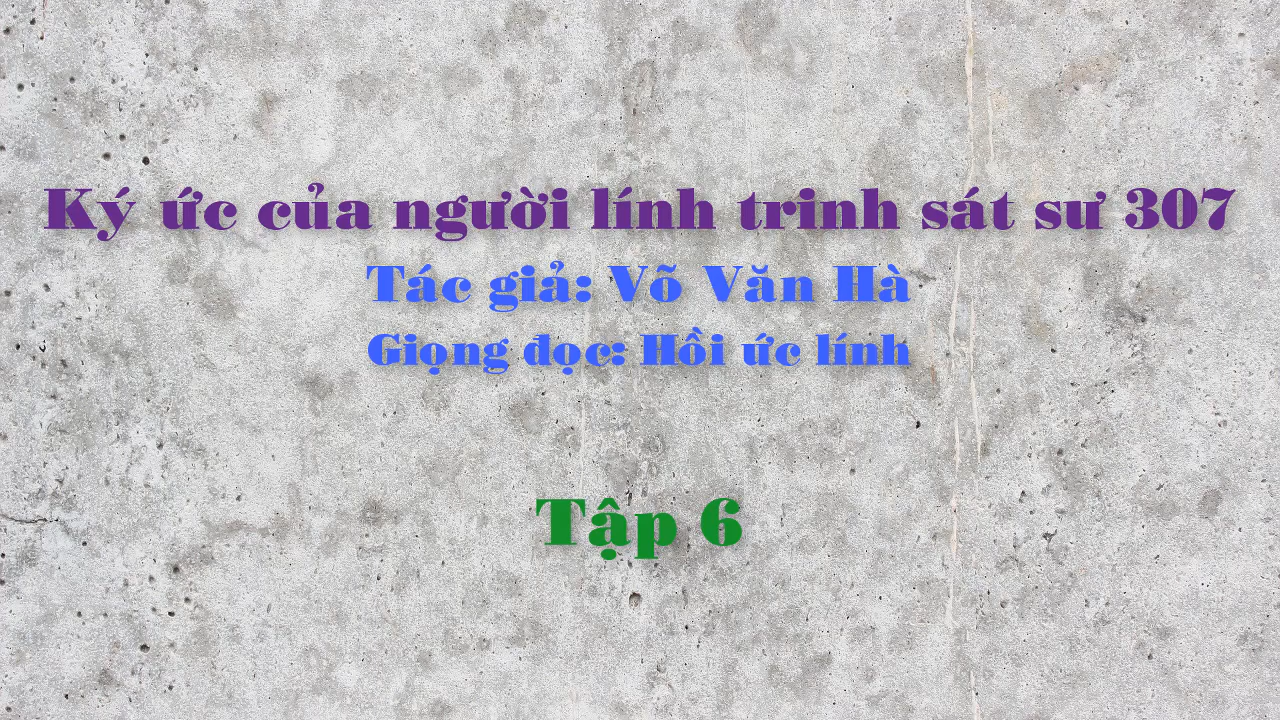 Ký ức của người lính trinh sát sư 307
Tác giả: Võ Văn Hà
Giọng đọc: Hồi ức lính
Tập 6